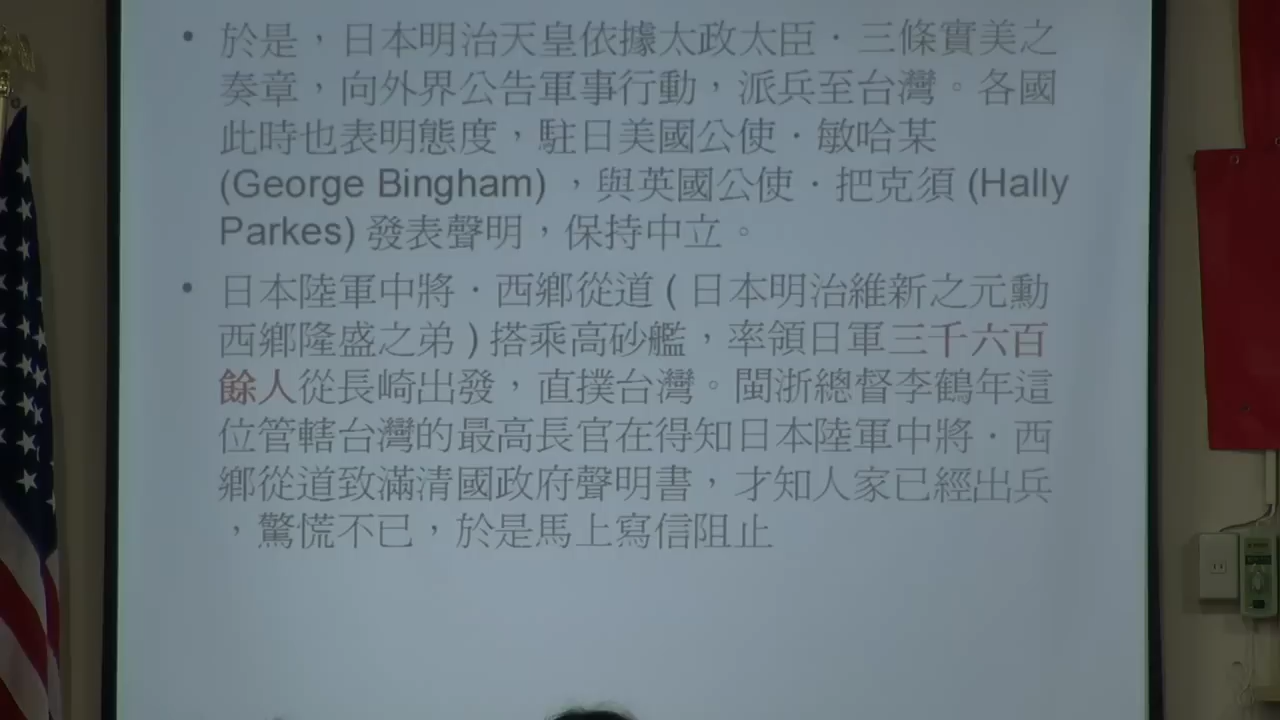 • 於是，日本明治天皇依據太政太臣．三條實美之
奏章，向外界公告軍事行動，派兵至台灣。各國
此時也表明態度，駐日美國公使．敏哈某
(George Bingham) ，與英國公使．把克須 (Hally
Parkes) 發表聲明，保持中立。
• 日本陸軍中將．西鄉從道 ( 日本明治維新之元勳
西鄉隆盛之弟 ) 搭乘高砂艦，率領日軍三千六百
餘人從長崎出發，直撲台灣。閩浙總督李鶴年這
位管轄台灣的最高長官在得知日本陸軍中將．西
鄉從道致滿清國政府聲明書，才知人家已經出兵
，驚慌不已，於是馬上寫信阻止